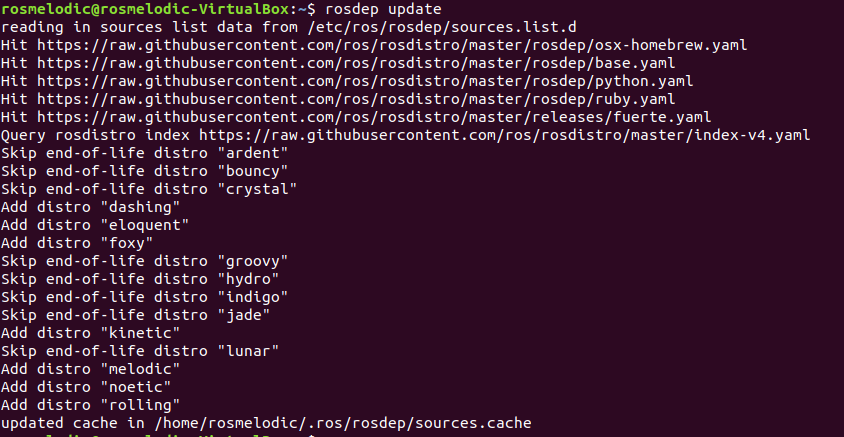 rosmelodic@rosmelodic-VirtualBox:~$ rosdep update
reading in sources list data from /etc/ros/rosdep/sources.list.d
Hit https://raw.githubusercontent.com/ros/rosdistro/master/rosdep/osx-homebrew.yaml
Hit https://raw.githubusercontent.com/ros/rosdistro/master/rosdep/base.yaml
Hit https://raw.githubusercontent.com/ros/rosdistro/master/rosdep/python.yaml
Hit https://raw.githubusercontent.com/ros/rosdistro/master/rosdep/ruby.yaml
Hit https://raw.githubusercontent.com/ros/rosdistro/master/releases/fuerte.yaml
Query rosdistro index https://raw.githubusercontent.com/ros/rosdistro/master/index-v4.yaml
Skip end-of-life distro "ardent"
Skip end-of-life distro "bouncy"
Skip end-of-life distro "crystal"
Add distro "dashing"
Add distro "eloquent"
Add distro "foxy"
Skip end-of-life distro "groovy"
Skip end-of-life distro "hydro"
Skip end-of-life distro "indigo"
Skip end-of-life distro "jade"
Add distro "kinetic"
Skip end-of-life distro "lunar"
Add distro "melodic"
Add distro "noetic"
Add distro "rolling"
updated cache in /home/rosmelodic/.ros/rosdep/sources.cache